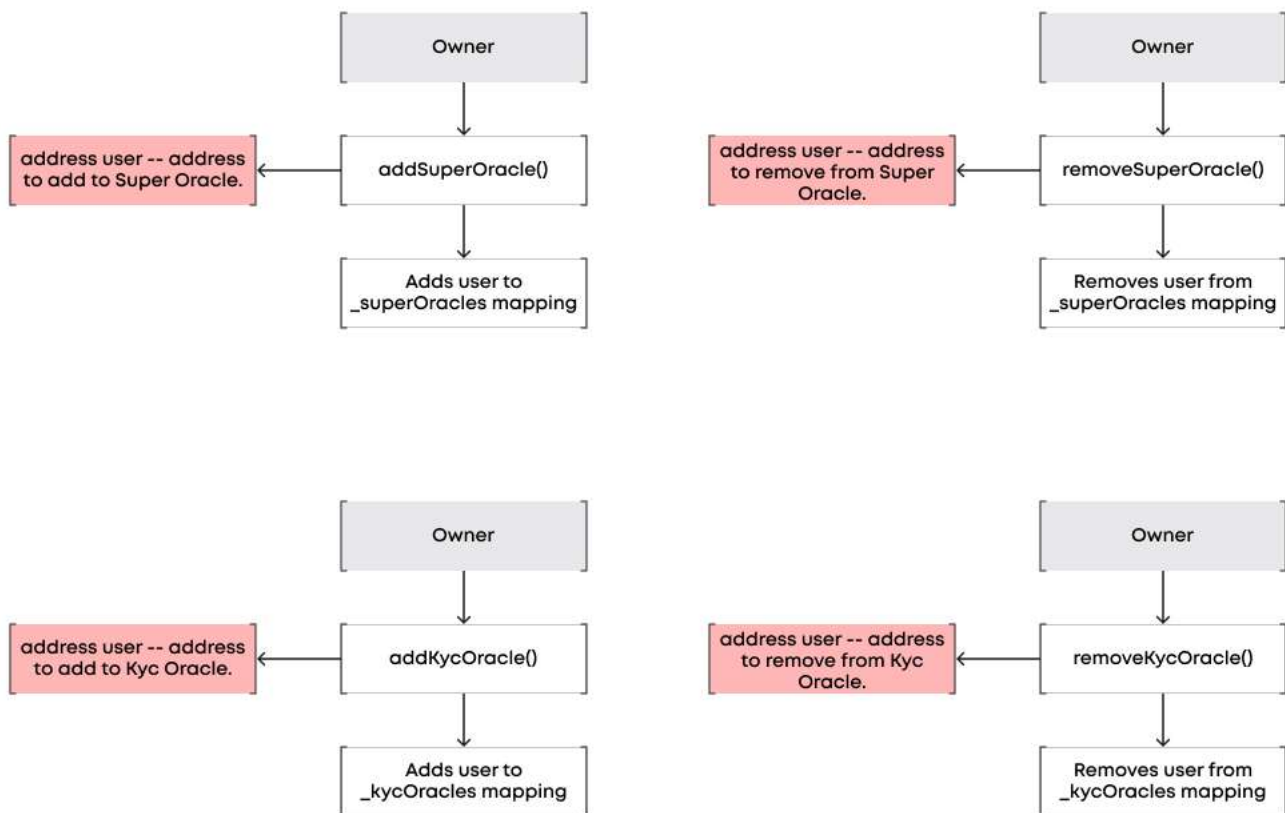 Owner
address user -- address
to add to Super Oracle.
addSuperOracle()
Adds user to
_superOracles mapping
Owner
address user -- address
to remove from Super
Oracle.
removeSuperOracle()
Removes user from
_superOracles mapping
Owner
address user -- address
to add to Kyc Oracle.
addKycOracle()
Adds user to
_kycOracles mapping
Owner
address user -- address
to remove from Kyc
Oracle.
removeKycOracle()
Removes user from
_kycOracles mapping